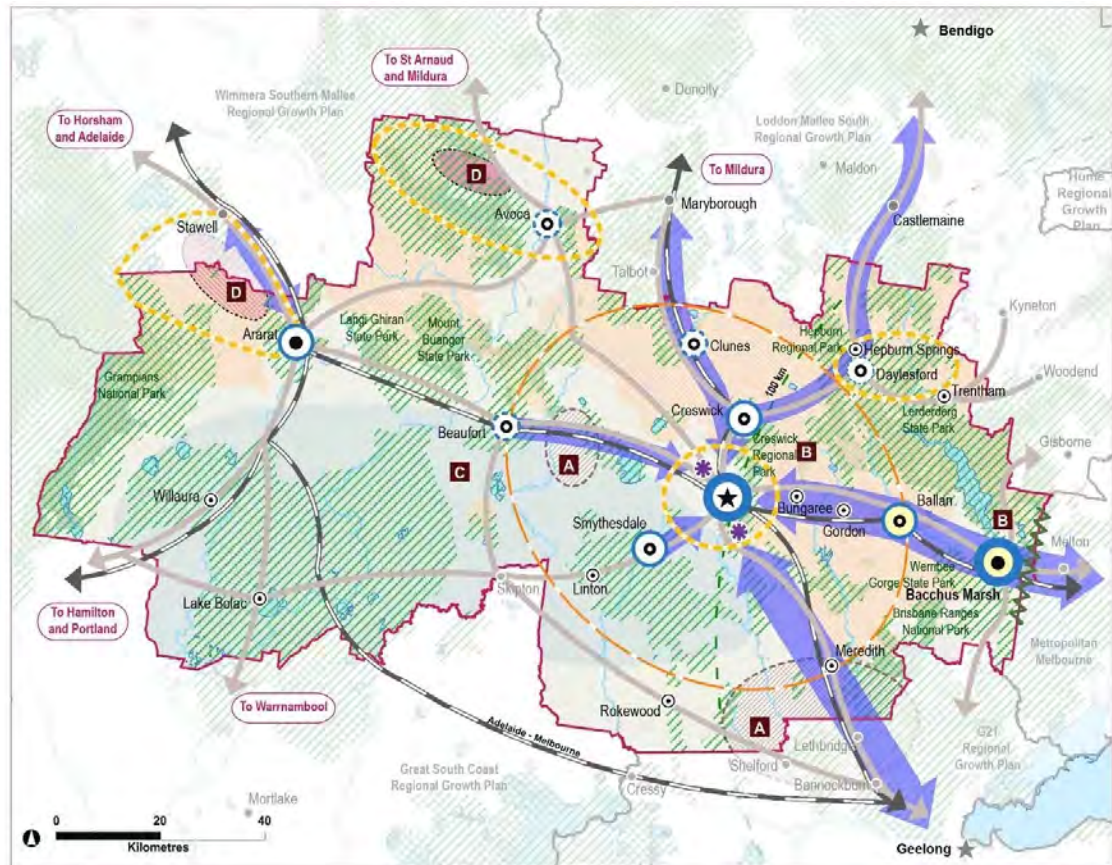 Bendigo
To St Arnaud
and Mildura
Dunolly
Wimmera Southern Mallee
Regional Growth Plan
To Horsham
and Adelaide
Loddon Mallee South
Regional Growth Plan
Maldon
To Mildura
D
Hume
Regional
Growth
Plan
Maryborough
Castlemaine
Avoca
Stawell
Talbot
D
Kyneton
Ararat
Langi Ghiran
State Park
Mount
Buangor
State Park
Clunes
Hepburn
Regional Park
Hepburn Springs
Daylesford
Woodend
Trentham
100 km
Grampians
National Park
Creswick
Lerderderg
State Park
Beaufort
Creswick
Regional
Park
B
Gisborne
A
C
Willaura
Bungaree
Ballan
Gordon
B
Smythesdale
Melton
Werribee
Gorge State Park
Bacchus Marsh
Skipton
Linton
Lake Bolac
Brisbane Ranges
National Park
To Hamilton
and Portland
Meredith
Metropolitan
Melbourne
To Warrnambool
Rokewood
A
Adelaide - Melbourne
Lethbridge
G21
Regional
Growth Plan
Shelford
Great South Coast
Regional Growth Plan
Cressy
Bannockburn
Mortlake
0 20 40
Kilometres
Geelong